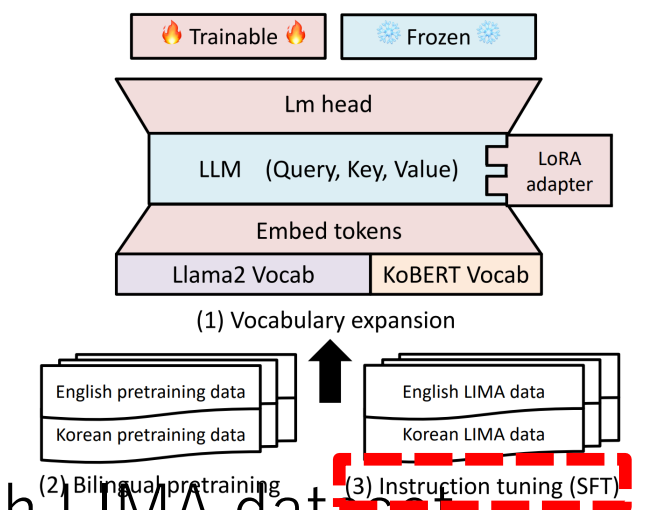 Trainable
Frozen
Lm head
LLM (Query, Key, Value)
LoRA
adapter
Embed tokens
Llama2 Vocab
KoBERT Vocab
(1) Vocabulary expansion
English pretraining data
Korean pretraining data
English LIMA data
Korean LIMA data
(2) Bilingual pretraining
(3) Instruction tuning (SFT)
h LIMA dataset